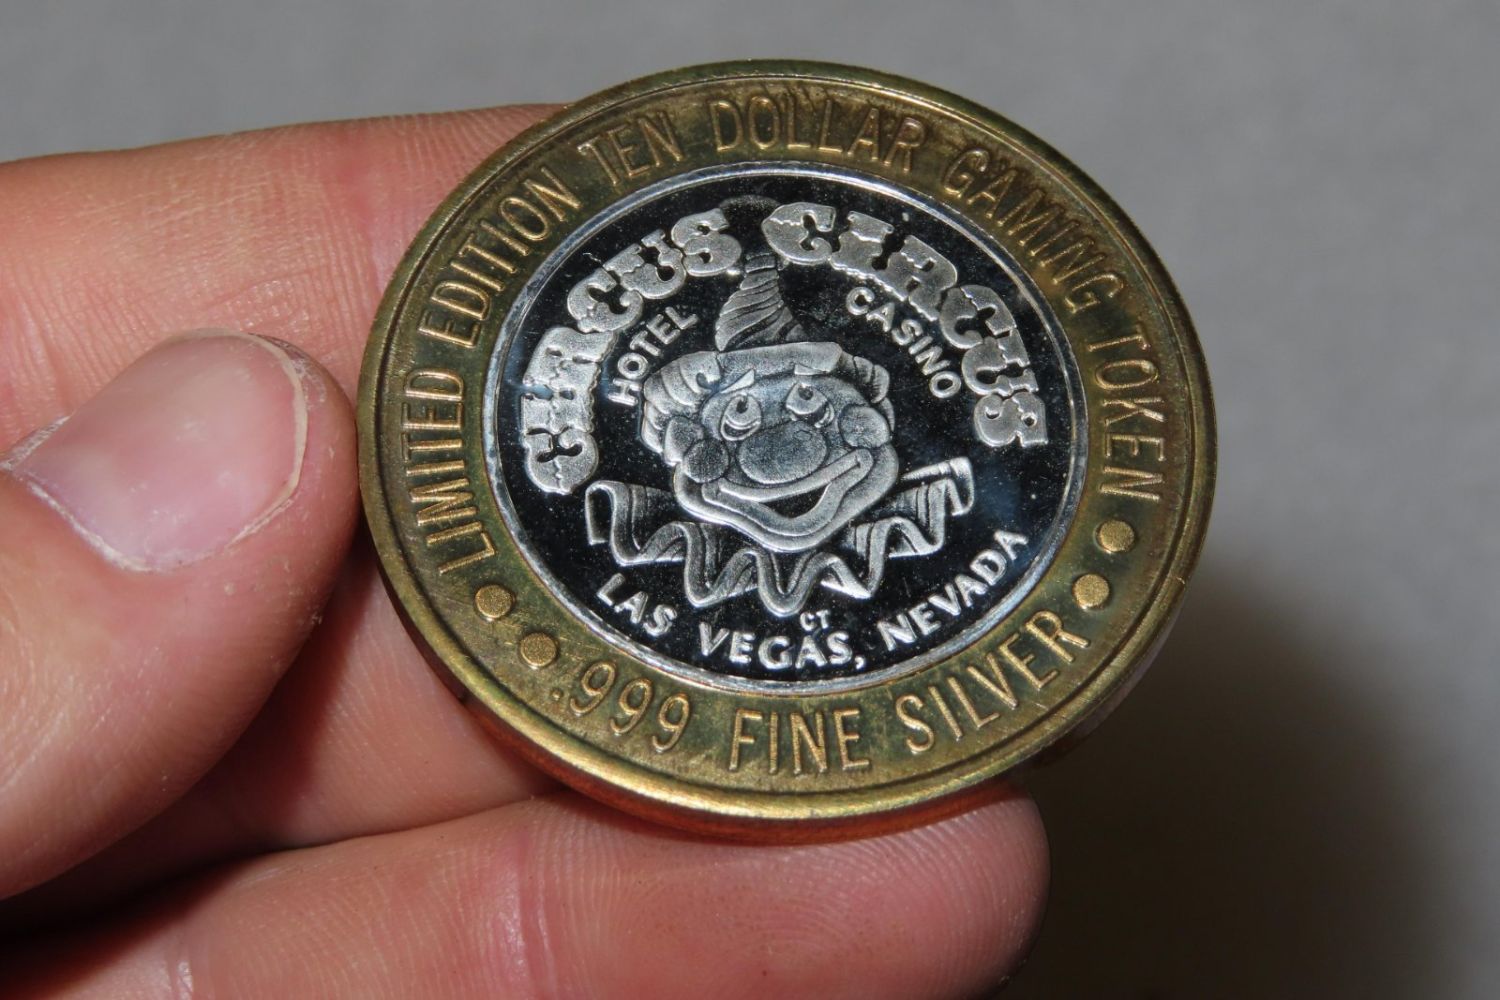 LIMITED EDITION TEN DOLLAR GAMING TOKEN
.999 FINE SILVER
CIRCUS CIRCUS
HOTEL CASINO
CT
LAS VEGAS, NEVADA